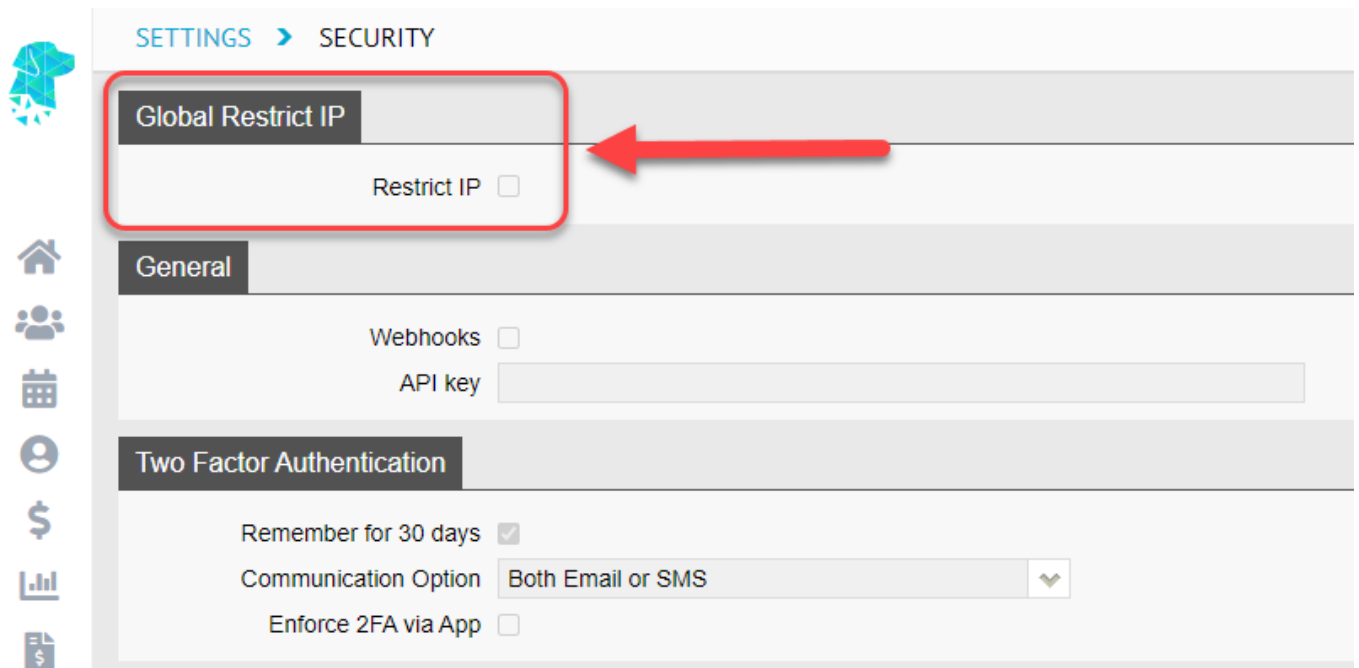 SETTINGS > SECURITY
Global Restrict IP
Restrict IP
General
Webhooks
API key
Two Factor Authentication
Remember for 30 days
Communication Option Both Email or SMS
Enforce 2FA via App